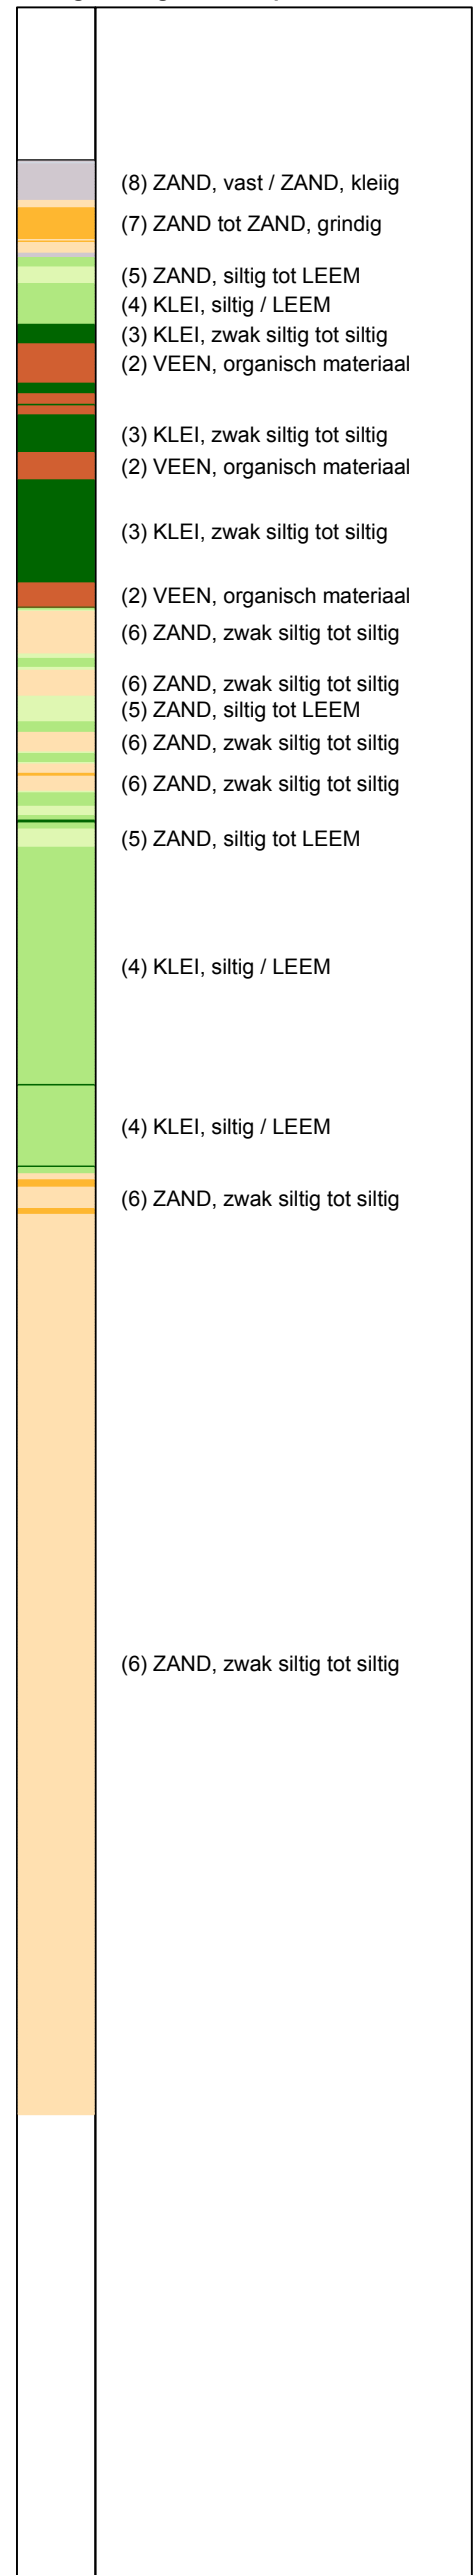 (8) ZAND, vast / ZAND, kleiig
(7) ZAND tot ZAND, grindig
(5) ZAND, siltig tot LEEM
(4) KLEI, siltig / LEEM
(3) KLEI, zwak siltig tot siltig
(2) VEEN, organisch materiaal
(3) KLEI, zwak siltig tot siltig
(2) VEEN, organisch materiaal
(3) KLEI, zwak siltig tot siltig
(2) VEEN, organisch materiaal
(6) ZAND, zwak siltig tot siltig
(6) ZAND, zwak siltig tot siltig
(5) ZAND, siltig tot LEEM
(6) ZAND, zwak siltig tot siltig
(6) ZAND, zwak siltig tot siltig
(5) ZAND, siltig tot LEEM
(4) KLEI, siltig / LEEM
(4) KLEI, siltig / LEEM
(6) ZAND, zwak siltig tot siltig
(6) ZAND, zwak siltig tot siltig